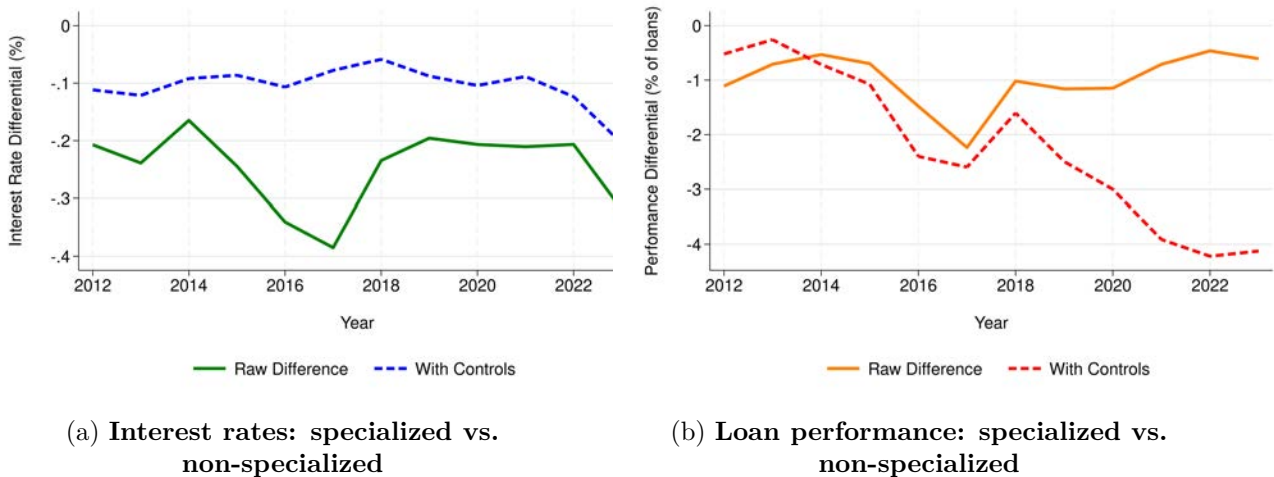 Interest Rate Differential (%)
0
-.1
-.2
-.3
-.4
2012 2014 2016 2018 2020 2022
Year
Raw Difference With Controls
(a) Interest rates: specialized vs.
non-specialized
Perfomance Differential (% of loans)
0
-1
-2
-3
-4
2012 2014 2016 2018 2020 2022
Year
Raw Difference With Controls
(b) Loan performance: specialized vs.
non-specialized